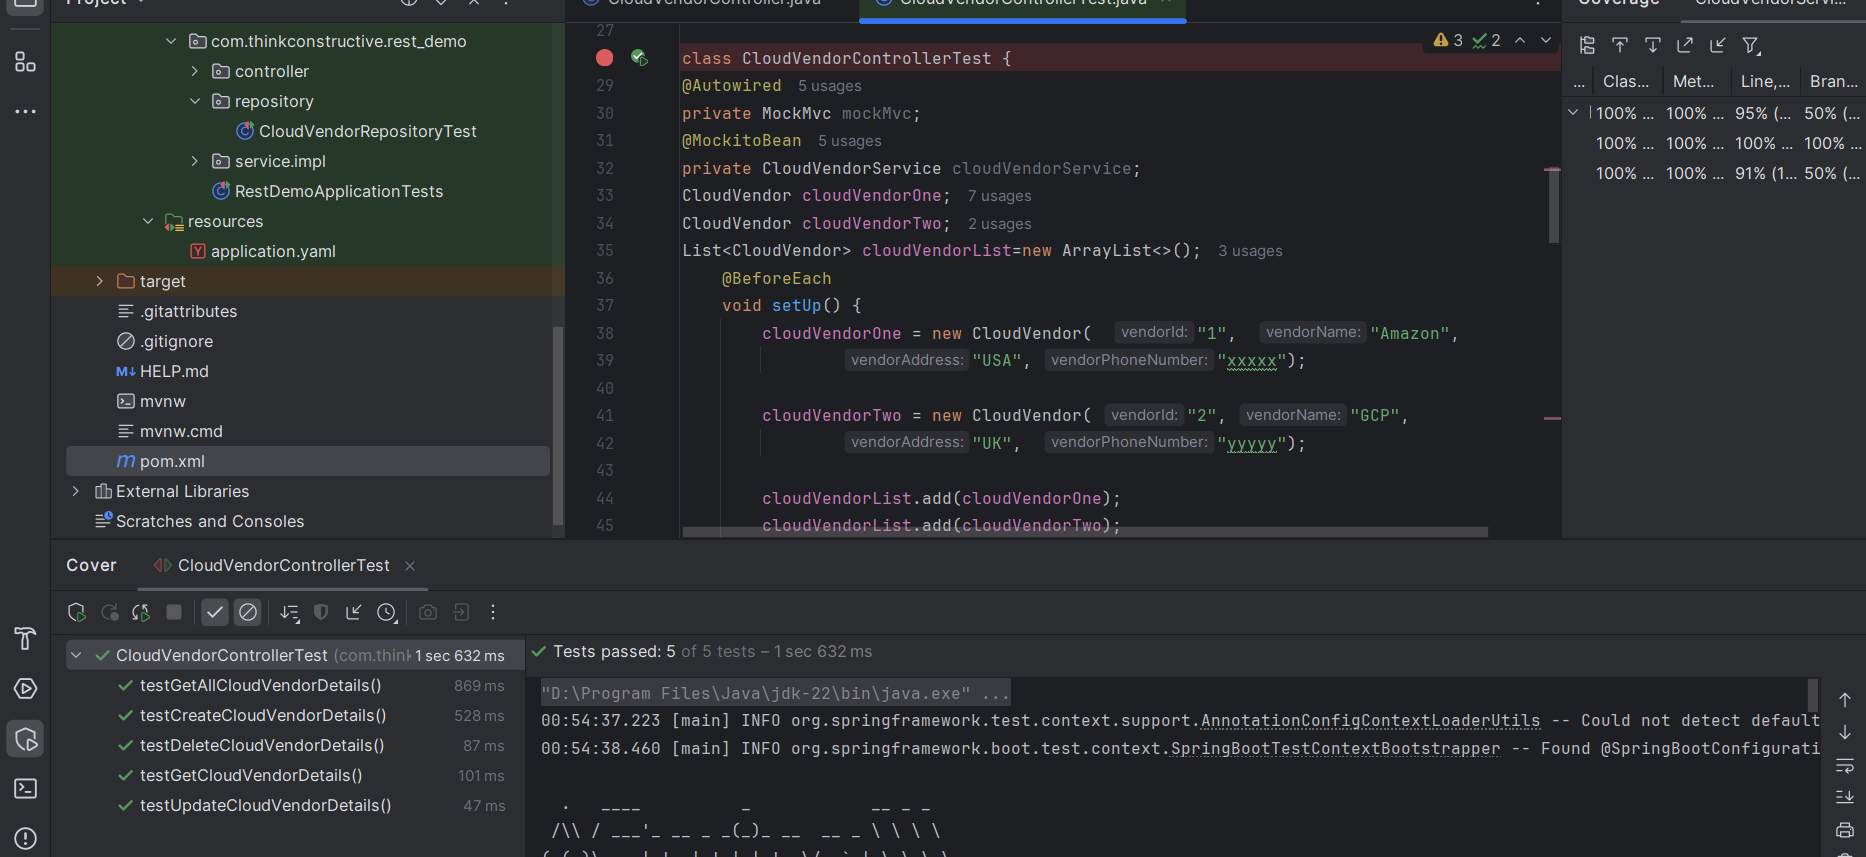 Project
CloudVendorController.java
CloudVendorControllerTest.java
Coverage
CloudVendorServi...
com.thinkconstructive.rest_demo
controller
repository
CloudVendorRepositoryTest
service.impl
RestDemoApplicationTests
resources
application.yaml
target
.gitattributes
.gitignore
M↓ HELP.md
mvnw
mvnw.cmd
m pom.xml
External Libraries
Scratches and Consoles
27
3 2
class CloudVendorControllerTest {
29 @Autowired 5 usages
30 private MockMvc mockMvc;
31 @MockitoBean 5 usages
32 private CloudVendorService cloudVendorService;
33 CloudVendor cloudVendorOne; 7 usages
34 CloudVendor cloudVendorTwo; 2 usages
35 List<CloudVendor> cloudVendorList=new ArrayList<>(); 3 usages
36 @BeforeEach
37 void setUp() {
38 cloudVendorOne = new CloudVendor( vendorId: "1", vendorName: "Amazon",
39 vendorAddress: "USA", vendorPhoneNumber: "xxxxx");
40
41 cloudVendorTwo = new CloudVendor( vendorId: "2", vendorName: "GCP",
42 vendorAddress: "UK", vendorPhoneNumber: "yyyyy");
43
44 cloudVendorList.add(cloudVendorOne);
45 cloudVendorList.add(cloudVendorTwo);
... Clas... Met... Line,... Bran...
100% ... 100% ... 95% (... 50% (...
100% ... 100% ... 100% ... 100% ...
100% ... 100% ... 91% (1... 50% (...
Cover CloudVendorControllerTest
CloudVendorControllerTest (com.think 1 sec 632 ms
testGetAllCloudVendorDetails() 869 ms
testCreateCloudVendorDetails() 528 ms
testDeleteCloudVendorDetails() 87 ms
testGetCloudVendorDetails() 101 ms
testUpdateCloudVendorDetails() 47 ms
Tests passed: 5 of 5 tests – 1 sec 632 ms
"D:\Program Files\Java\jdk-22\bin\java.exe" ...
00:54:37.223 [main] INFO org.springframework.test.context.support.AnnotationConfigContextLoaderUtils -- Could not detect default
00:54:38.460 [main] INFO org.springframework.boot.test.context.SpringBootTestContextBootstrapper -- Found @SpringBootConfigurati